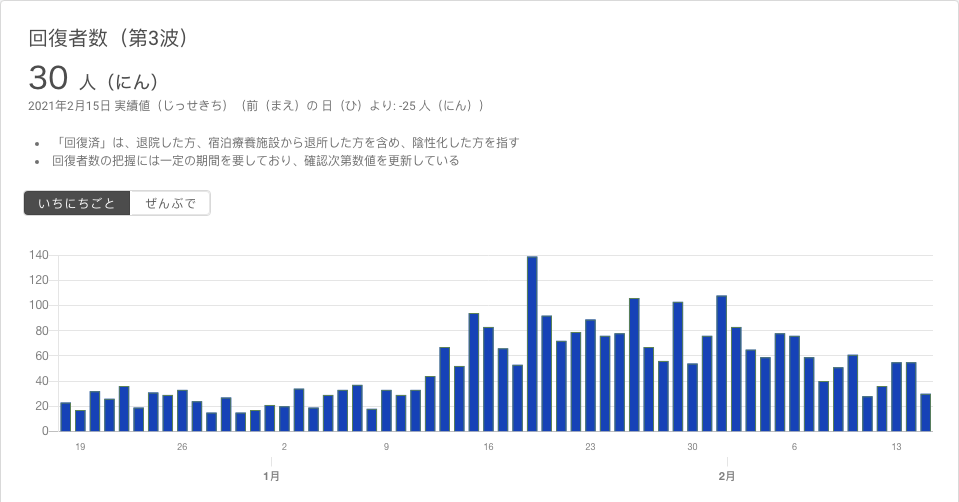 回復者数（第3波）
30 人（にん）
2021年2月15日 実績値（じっせきち）（前（まえ）の 日（ひ）より: -25 人（にん））
「回復済」は、退院した方、宿泊療養施設から退所した方を含め、陰性化した方を指す
回復者数の把握には一定の期間を要しており、確認次第数値を更新している
いちにちごと ぜんぶで
140
120
100
80
60
40
20
0
19 26 2 9 16 23 30 6 13
1月 2月